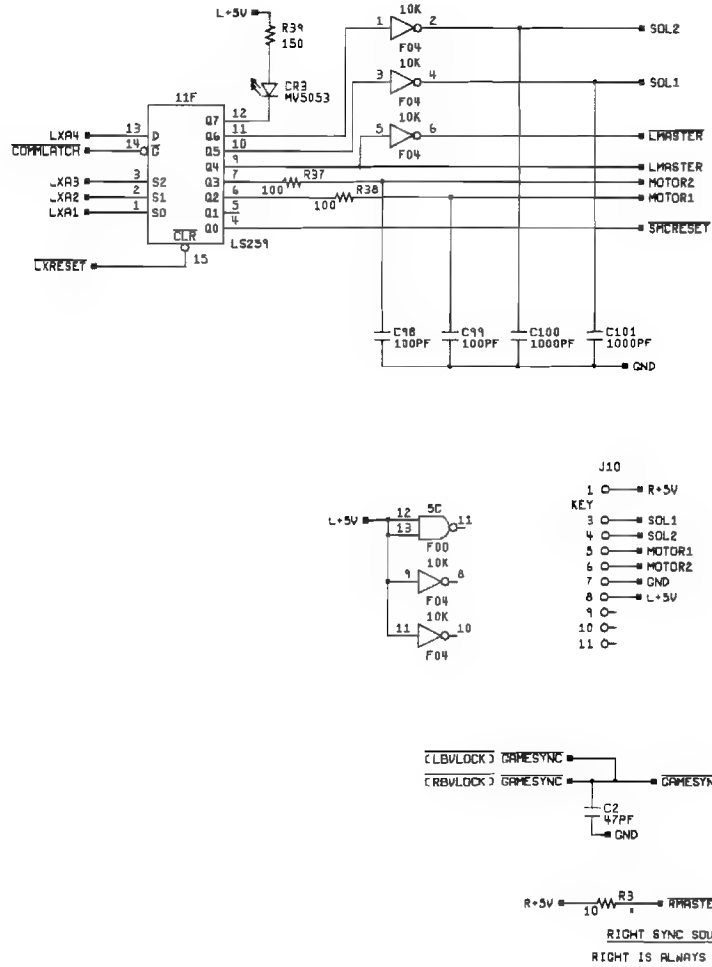 10K
L+5V
R39
1
2
SOL2
150
F04
10K
CR3
3
4
SOL1
MV5053
F04
11F
10K
Q7
12
LXA4
13
D
Q6
11
5
6
LMASTER
COMMLATCH
14
G
Q5
10
F04
Q4
9
LMASTER
LXA3
3
S2
Q3
7
R37
MOTOR2
LXA2
2
S1
Q2
6
100
R38
MOTOR1
LXA1
1
S0
Q1
5
100
Q0
4
SMCRESET
CLR
LS259
LXRESET
15
C98
100PF
C99
100PF
C100
1000PF
C101
1000PF
GND
J10
1
R+5V
KEY
3
SOL1
4
SOL2
5
MOTOR1
6
MOTOR2
7
GND
8
L+5V
9
10
11
5C
L+5V
12
11
13
F00
10K
9
8
F04
10K
11
10
F04
(LBVLOCK) GAMESYNC
(RBVLOCK) GAMESYNC
GAMESYN
C2
47PF
GND
R+5V
R3
10
*
RMASTE
RIGHT SYNC SOU
RIGHT IS ALWAYS